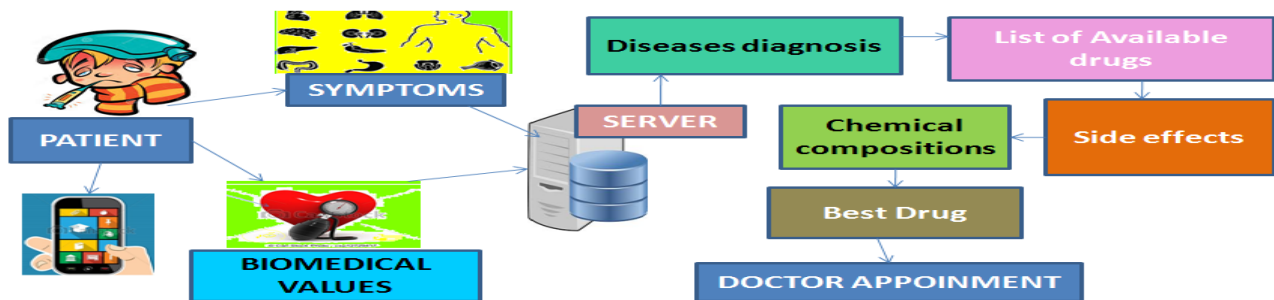 PATIENT
SYMPTOMS
BIOMEDICAL
VALUES
SERVER
Diseases diagnosis
List of Available
drugs
Side effects
Chemical
compositions
Best Drug
DOCTOR APPOINMENT